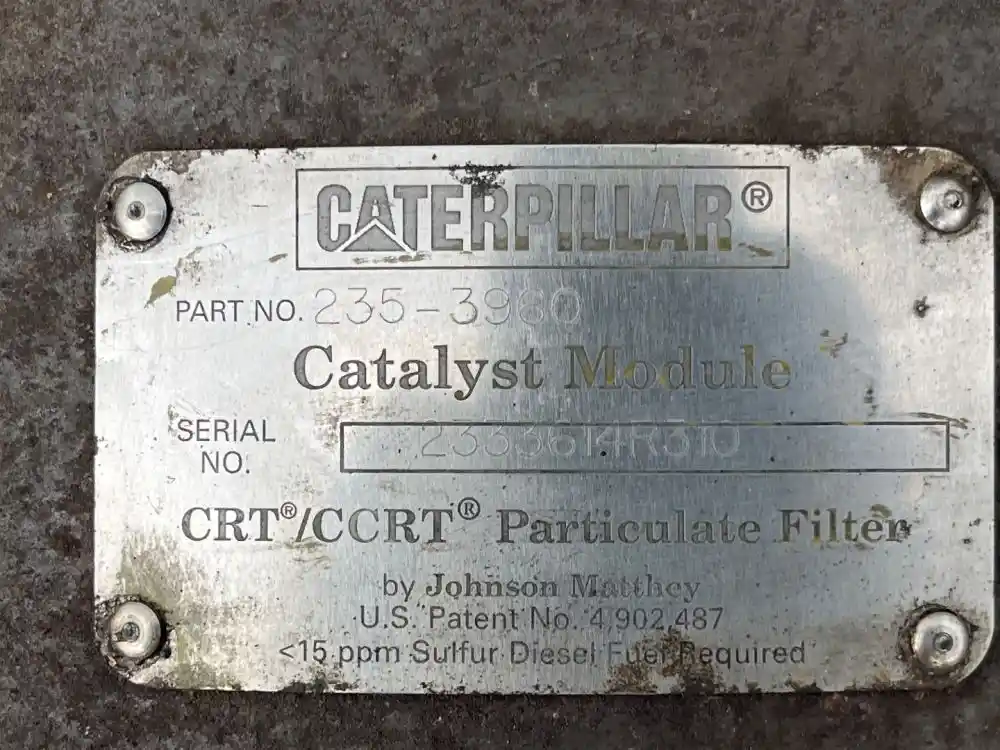 CATERPILLAR®
PART NO. 235-3960
Catalyst Module
SERIAL NO. 2333614R310
CRT®/CCRT® Particulate Filter
by Johnson Matthey
U.S. Patent No. 4,902,487
<15 ppm Sulfur Diesel Fuel Required